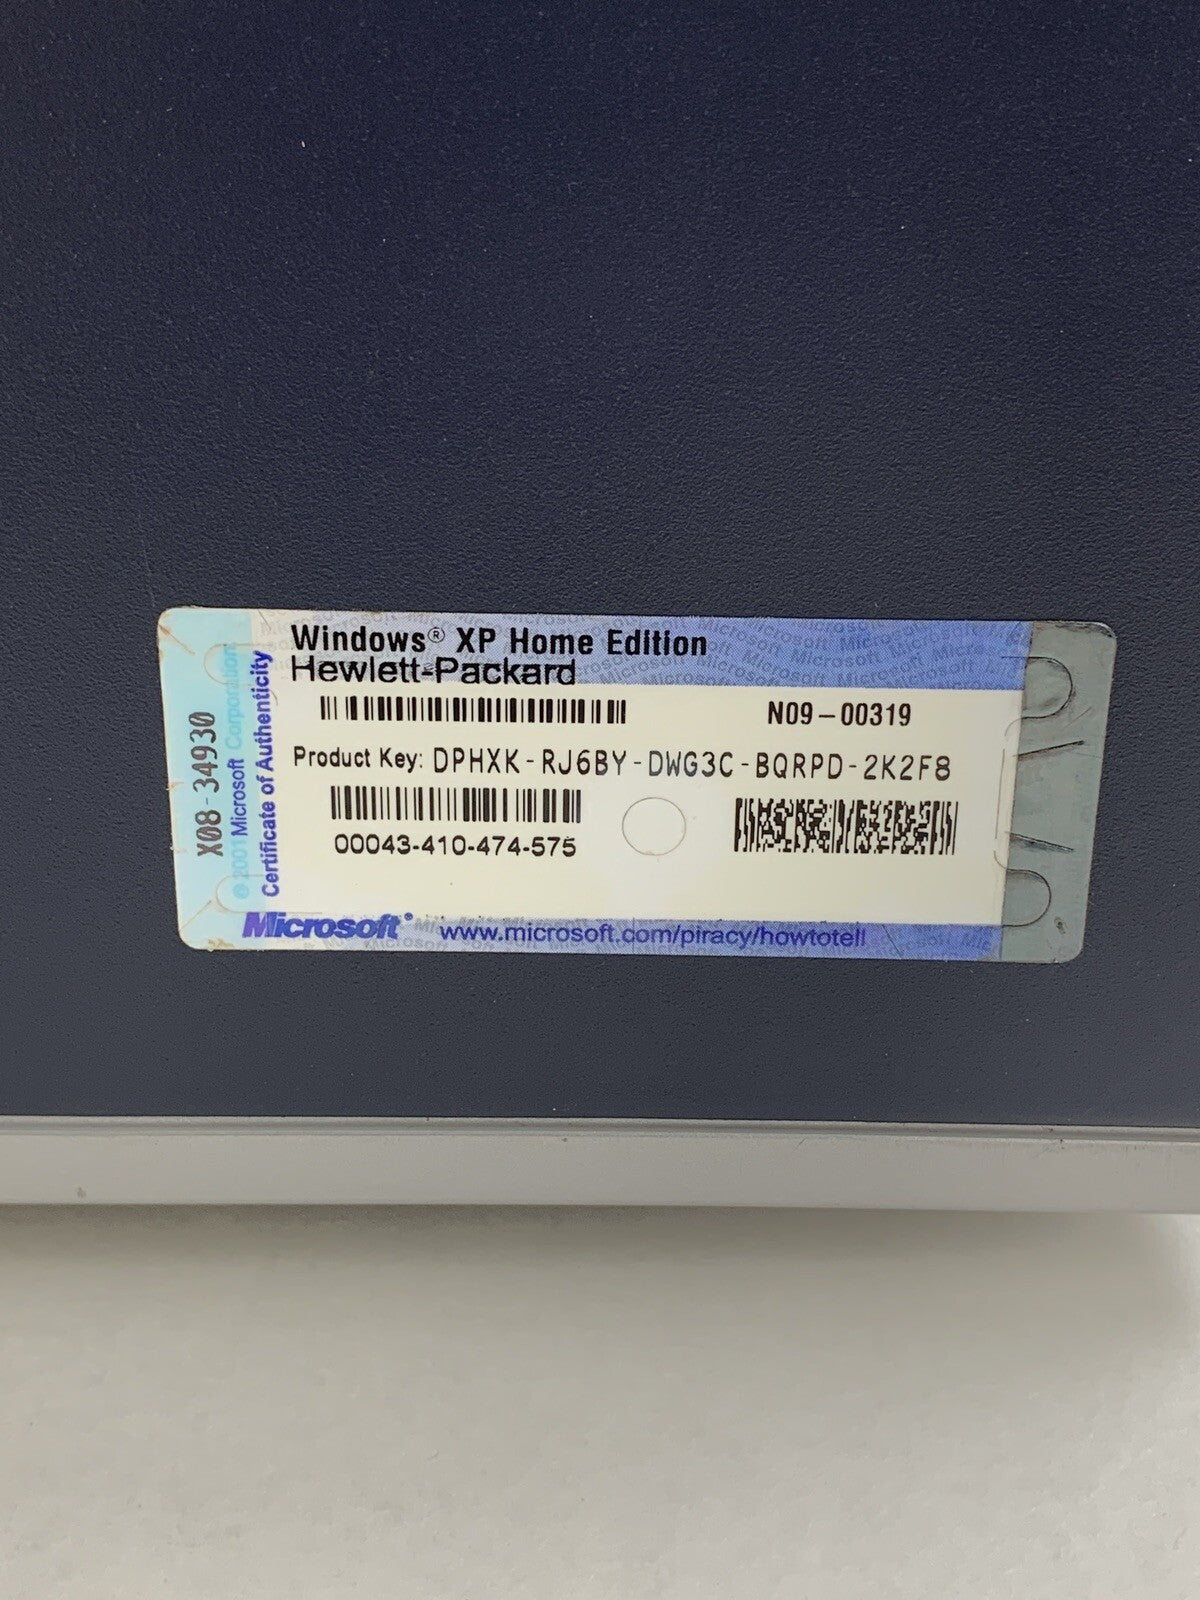 Windows® XP Home Edition
Hewlett-Packard
N09-00319
Product Key: DPHXK-RJ6BY-DWG3C-BQRPD-2K2F8
00043-410-474-575
X08-34930
© 2001 Microsoft Corporation
Certificate of Authenticity
Microsoft® www.microsoft.com/piracy/howtotell